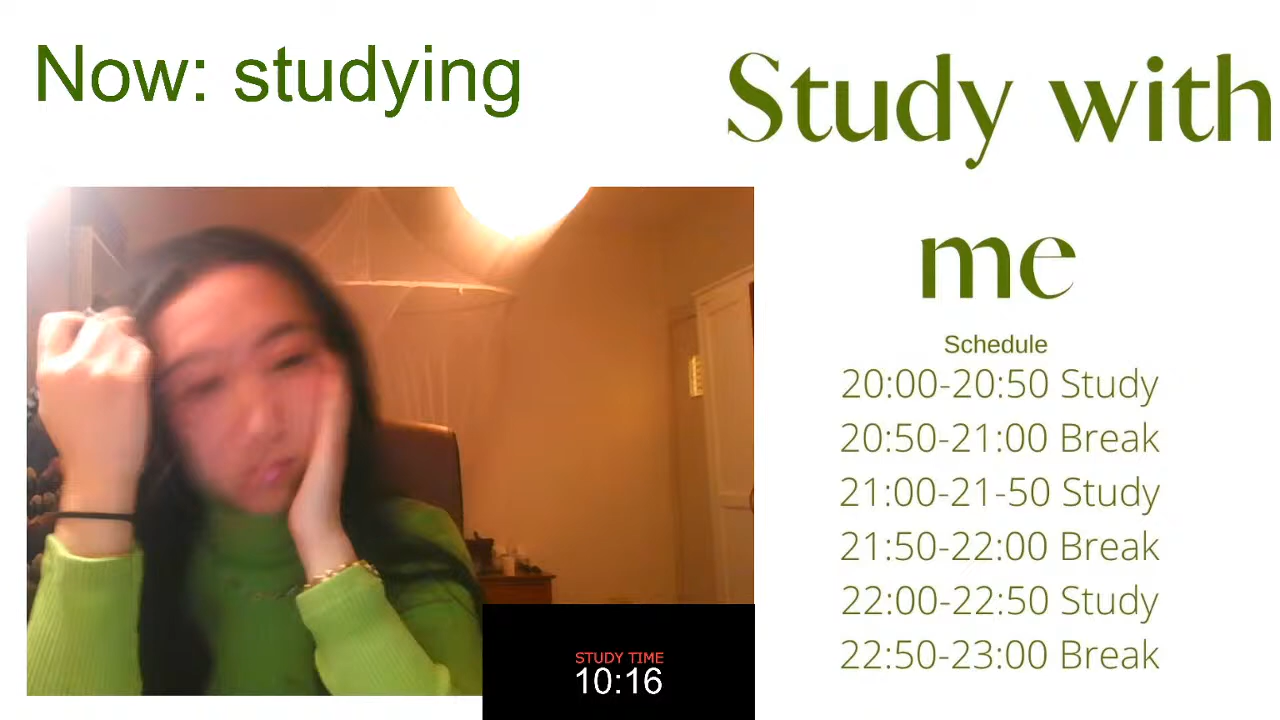 Now: studying
Study with
me
Schedule
20:00-20:50 Study
20:50-21:00 Break
21:00-21-50 Study
21:50-22:00 Break
22:00-22:50 Study
22:50-23:00 Break
STUDY TIME
10:16